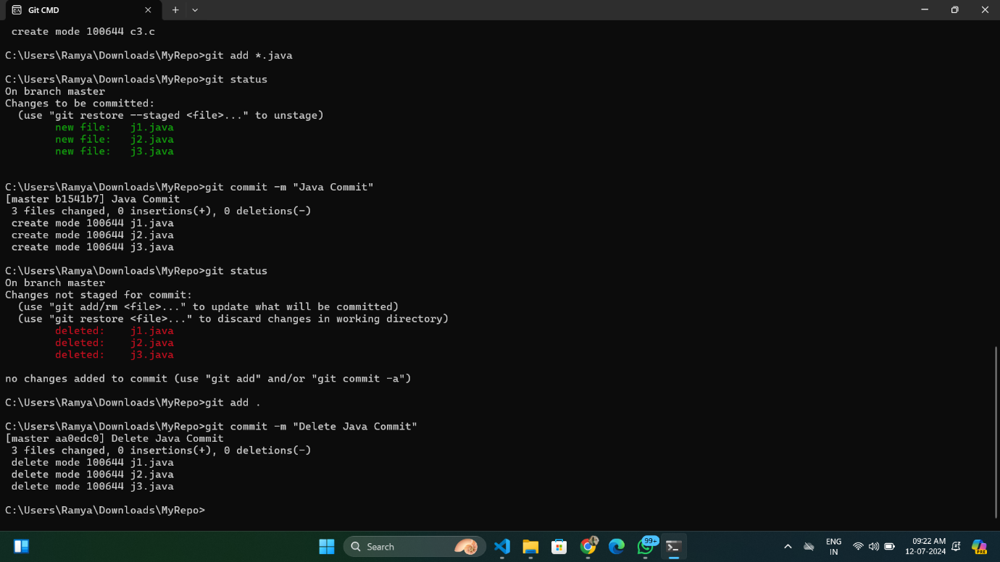 Git CMD
create mode 100644 c3.c
C:\Users\Ramya\Downloads\MyRepo>git add *.java
C:\Users\Ramya\Downloads\MyRepo>git status
On branch master
Changes to be committed:
  (use "git restore --staged <file>..." to unstage)
        new file:   j1.java
        new file:   j2.java
        new file:   j3.java
C:\Users\Ramya\Downloads\MyRepo>git commit -m "Java Commit"
[master b1541b7] Java Commit
 3 files changed, 0 insertions(+), 0 deletions(-)
 create mode 100644 j1.java
 create mode 100644 j2.java
 create mode 100644 j3.java
C:\Users\Ramya\Downloads\MyRepo>git status
On branch master
Changes not staged for commit:
  (use "git add/rm <file>..." to update what will be committed)
  (use "git restore <file>..." to discard changes in working directory)
        deleted:    j1.java
        deleted:    j2.java
        deleted:    j3.java
no changes added to commit (use "git add" and/or "git commit -a")
C:\Users\Ramya\Downloads\MyRepo>git add .
C:\Users\Ramya\Downloads\MyRepo>git commit -m "Delete Java Commit"
[master aa0edc0] Delete Java Commit
 3 files changed, 0 insertions(+), 0 deletions(-)
 delete mode 100644 j1.java
 delete mode 100644 j2.java
 delete mode 100644 j3.java
C:\Users\Ramya\Downloads\MyRepo>
Search
99+
ENG
IN
09:22 AM
12-07-2024
PRE